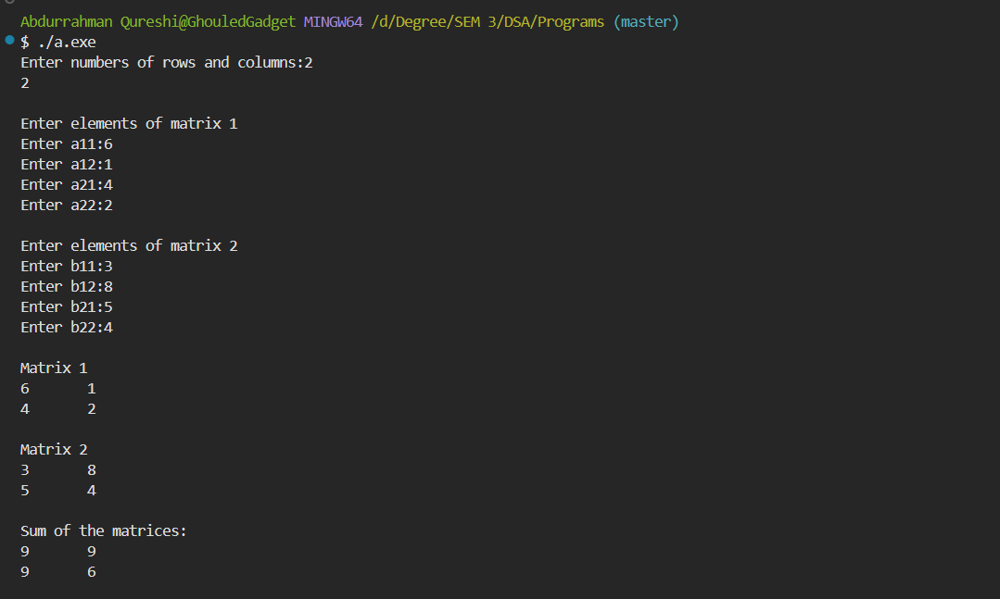 Abdurrahman Qureshi@GhouledGadget MINGW64 /d/Degree/SEM 3/DSA/Programs (master)
$ ./a.exe
Enter numbers of rows and columns:2
2
Enter elements of matrix 1
Enter a11:6
Enter a12:1
Enter a21:4
Enter a22:2
Enter elements of matrix 2
Enter b11:3
Enter b12:8
Enter b21:5
Enter b22:4
Matrix 1
6       1
4       2
Matrix 2
3       8
5       4
Sum of the matrices:
9       9
9       6